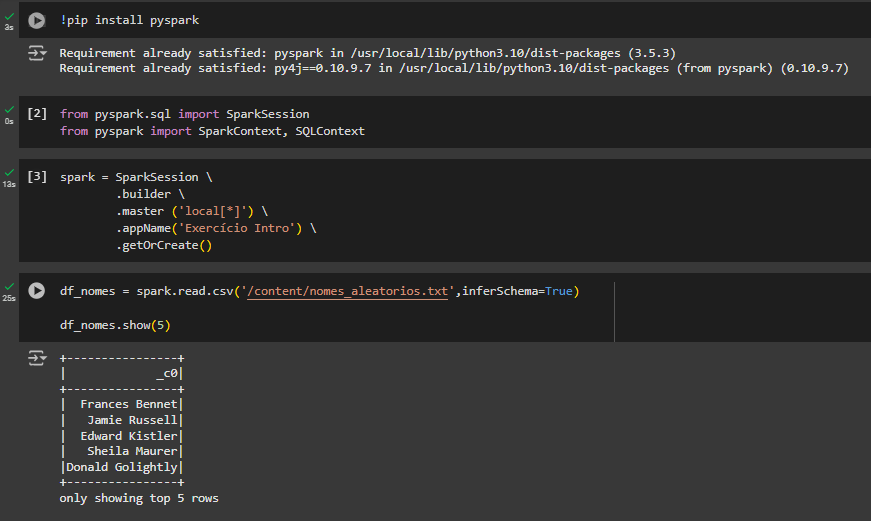 3s
!pip install pyspark
Requirement already satisfied: pyspark in /usr/local/lib/python3.10/dist-packages (3.5.3)
Requirement already satisfied: py4j==0.10.9.7 in /usr/local/lib/python3.10/dist-packages (from pyspark) (0.10.9.7)
0s
[2] from pyspark.sql import SparkSession
from pyspark import SparkContext, SQLContext
13s
[3] spark = SparkSession \
.builder \
.master ('local[*]') \
.appName('Exercício Intro') \
.getOrCreate()
25s
df_nomes = spark.read.csv('/content/nomes_aleatorios.txt',inferSchema=True)
df_nomes.show(5)
+----------------+
|             _c0|
+----------------+
|  Frances Bennet|
|   Jamie Russell|
|  Edward Kistler|
|   Sheila Maurer|
|Donald Golightly|
+----------------+
only showing top 5 rows